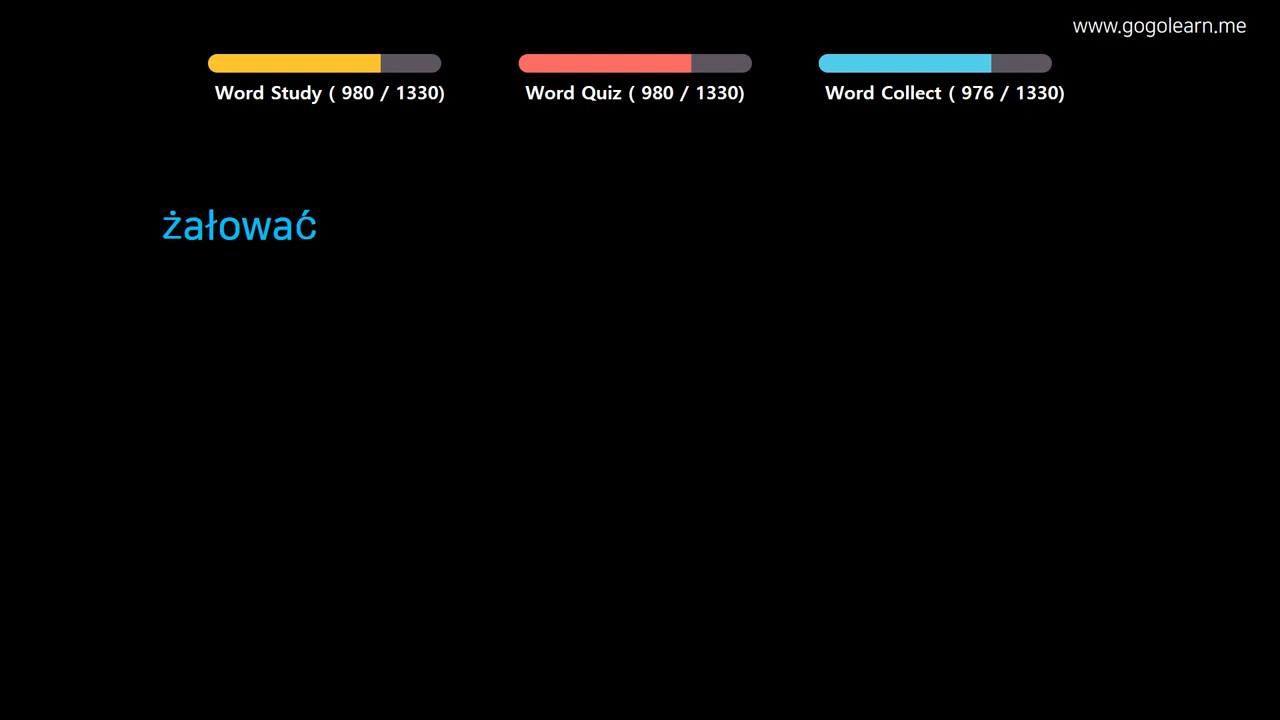 www.gogolearn.me
Word Study ( 980 / 1330)
Word Quiz ( 980 / 1330)
Word Collect ( 976 / 1330)
żałować